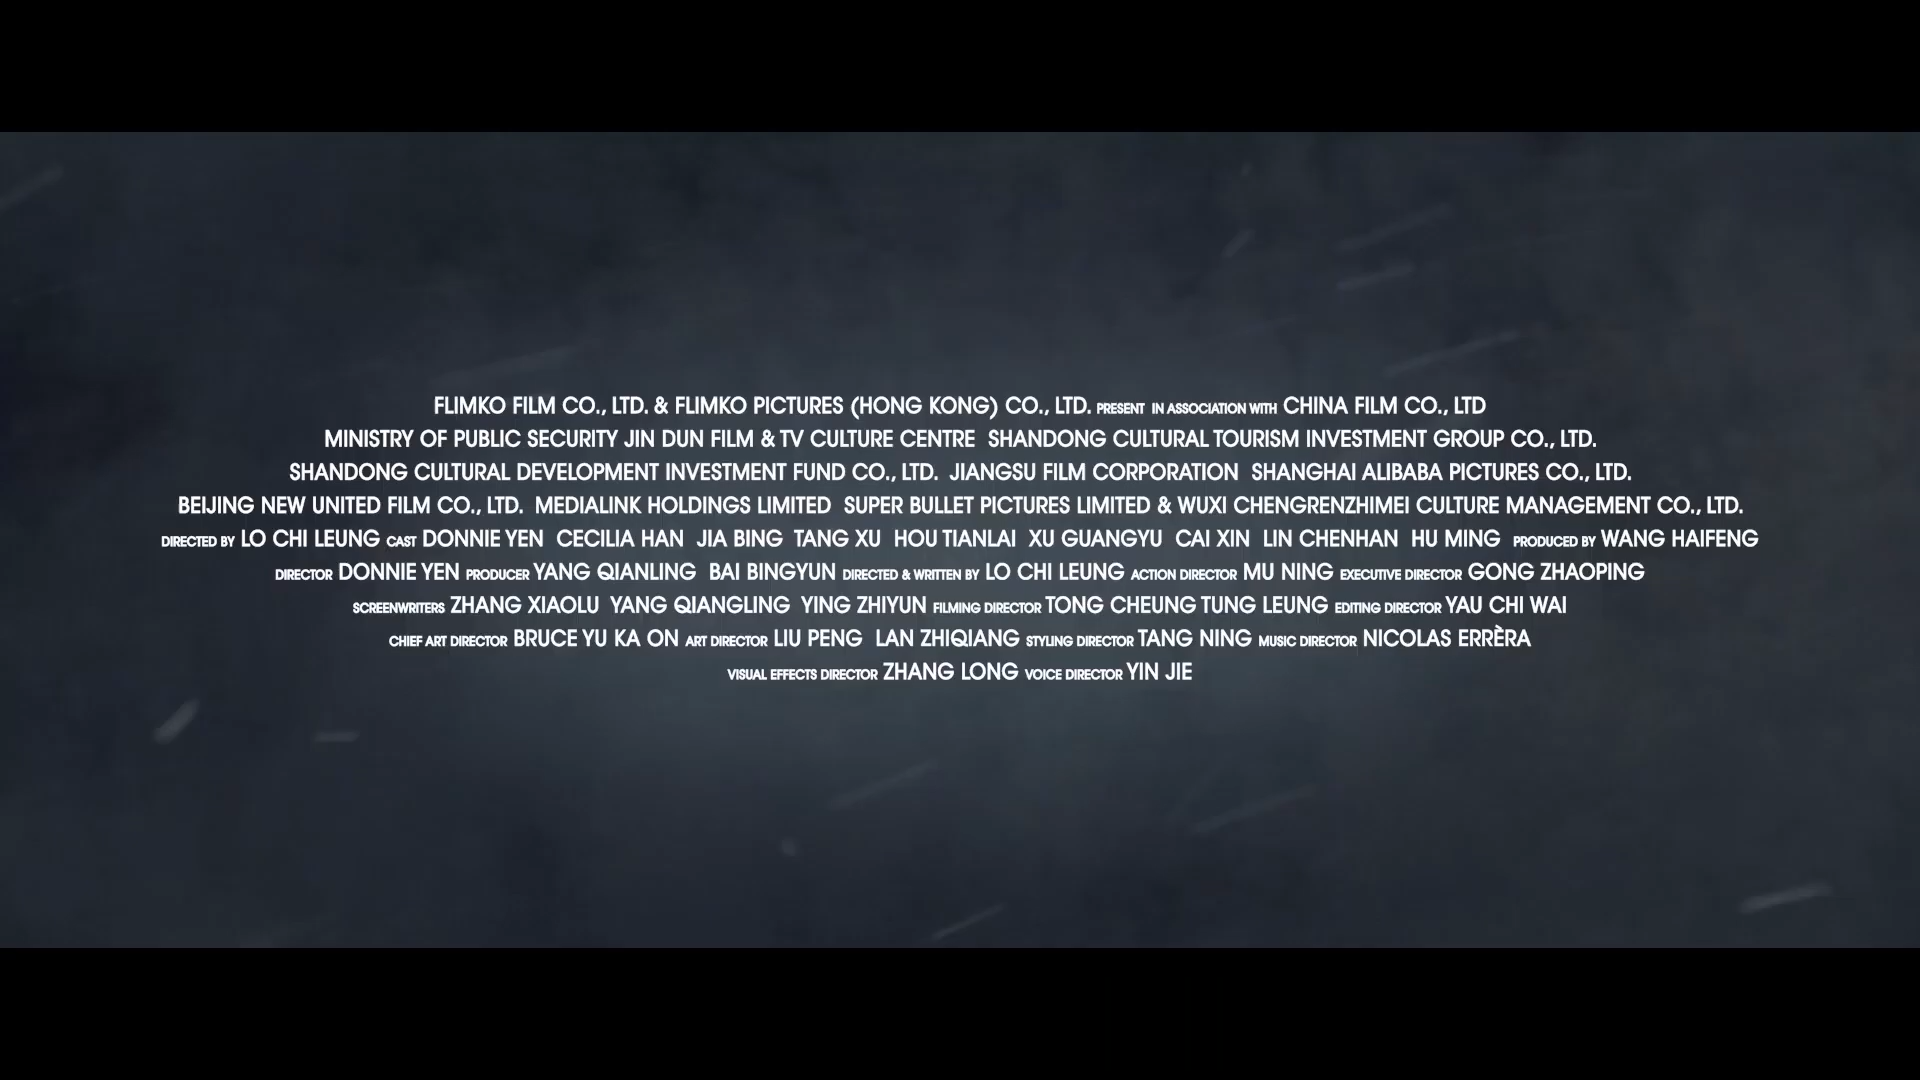 FLIMKO FILM CO., LTD. & FLIMKO PICTURES (HONG KONG) CO., LTD. PRESENT IN ASSOCIATION WITH CHINA FILM CO., LTD
MINISTRY OF PUBLIC SECURITY JIN DUN FILM & TV CULTURE CENTRE SHANDONG CULTURAL TOURISM INVESTMENT GROUP CO., LTD.
SHANDONG CULTURAL DEVELOPMENT INVESTMENT FUND CO., LTD. JIANGSU FILM CORPORATION SHANGHAI ALIBABA PICTURES CO., LTD.
BEIJING NEW UNITED FILM CO., LTD. MEDIALINK HOLDINGS LIMITED SUPER BULLET PICTURES LIMITED & WUXI CHENGRENZHIMEI CULTURE MANAGEMENT CO., LTD.
DIRECTED BY LO CHI LEUNG CAST DONNIE YEN CECILIA HAN JIA BING TANG XU HOU TIANLAI XU GUANGYU CAI XIN LIN CHENHAN HU MING PRODUCED BY WANG HAIFENG
DIRECTOR DONNIE YEN PRODUCER YANG QIANLING BAI BINGYUN DIRECTED & WRITTEN BY LO CHI LEUNG ACTION DIRECTOR MU NING EXECUTIVE DIRECTOR GONG ZHAOPING
SCREENWRITERS ZHANG XIAOLU YANG QIANGLING YING ZHIYUN FILMING DIRECTOR TONG CHEUNG TUNG LEUNG EDITING DIRECTOR YAU CHI WAI
CHIEF ART DIRECTOR BRUCE YU KA ON ART DIRECTOR LIU PENG LAN ZHIQIANG STYLING DIRECTOR TANG NING MUSIC DIRECTOR NICOLAS ERRÈRA
VISUAL EFFECTS DIRECTOR ZHANG LONG VOICE DIRECTOR YIN JIE